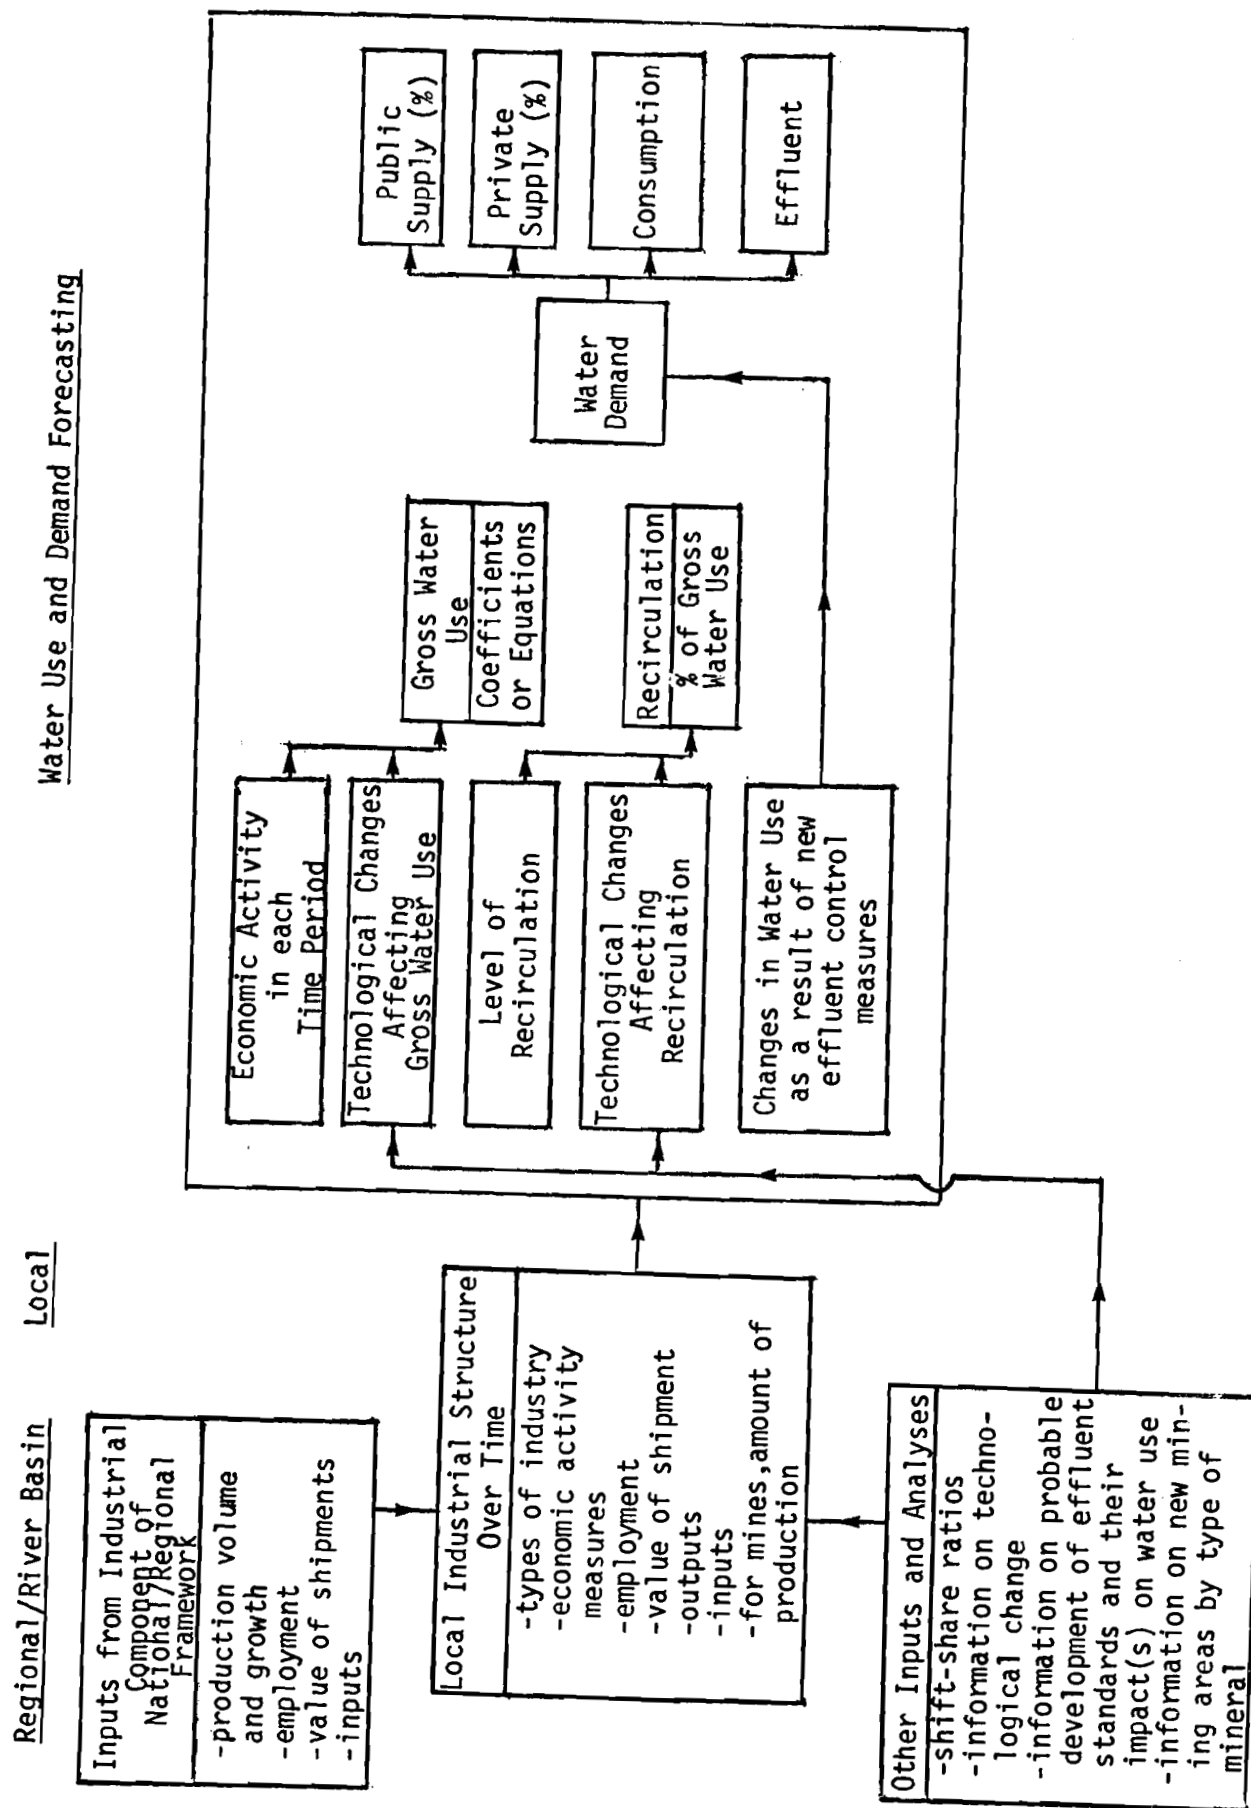 Regional/River Basin
Local
Water Use and Demand Forecasting
Inputs from Industrial
Component of
National/Regional
Framework
-production volume
and growth
-employment
-value of shipments
-inputs
Local Industrial Structure
Over Time
-types of industry
-economic activity
measures
-employment
-value of shipment
-outputs
-inputs
-for mines,amount of
production
Other Inputs and Analyses
-shift-share ratios
-information on techno-
logical change
-information on probable
development of effluent
standards and their
impact(s) on water use
-information on new min-
ing areas by type of
mineral
Economic Activity
in each
Time Period
Technological Changes
Affecting
Gross Water Use
Level of
Recirculation
Technological Changes
Affecting
Recirculation
Changes in Water Use
as a result of new
effluent control
measures
Gross Water
Use
Coefficients
or Equations
Recirculation
% of Gross
Water Use
Water
Demand
Public
Supply (%)
Private
Supply (%)
Consumption
Effluent